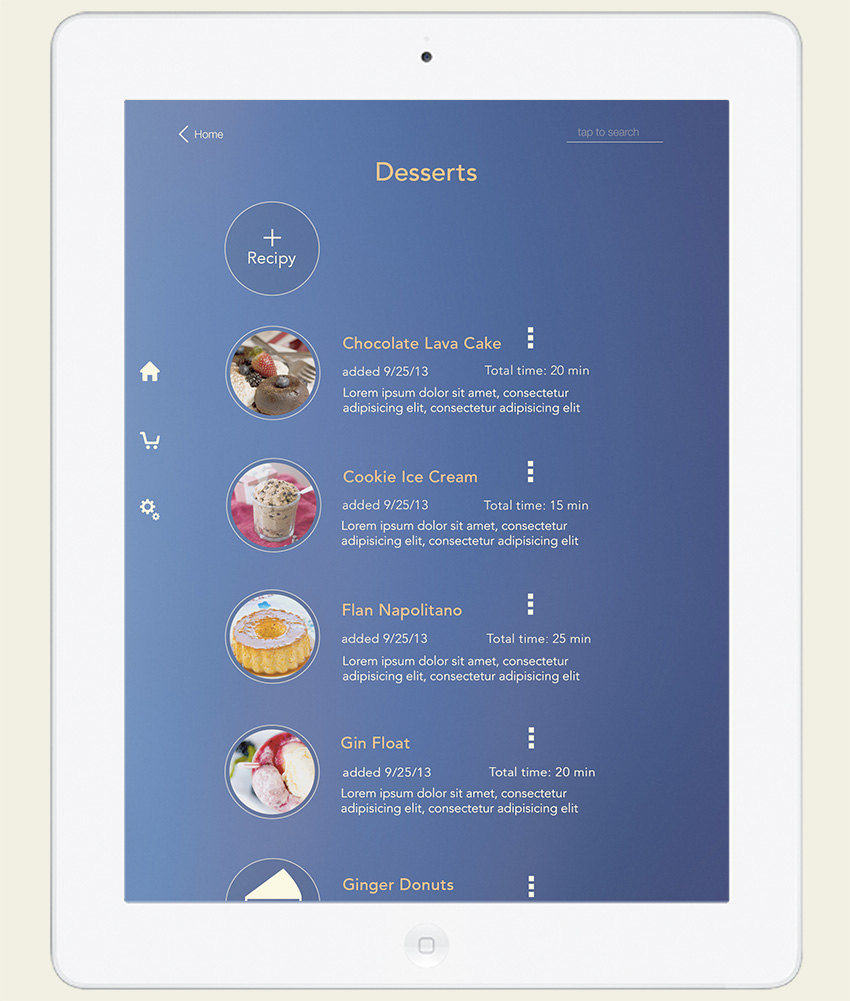 Home
tap to search
Desserts
+
Recipy
Chocolate Lava Cake
added 9/25/13
Total time: 20 min
Lorem ipsum dolor sit amet, consectetur
adipisicing elit, consectetur adipisicing elit
Cookie Ice Cream
added 9/25/13
Total time: 15 min
Lorem ipsum dolor sit amet, consectetur
adipisicing elit, consectetur adipisicing elit
Flan Napolitano
added 9/25/13
Total time: 25 min
Lorem ipsum dolor sit amet, consectetur
adipisicing elit, consectetur adipisicing elit
Gin Float
added 9/25/13
Total time: 20 min
Lorem ipsum dolor sit amet, consectetur
adipisicing elit, consectetur adipisicing elit
Ginger Donuts